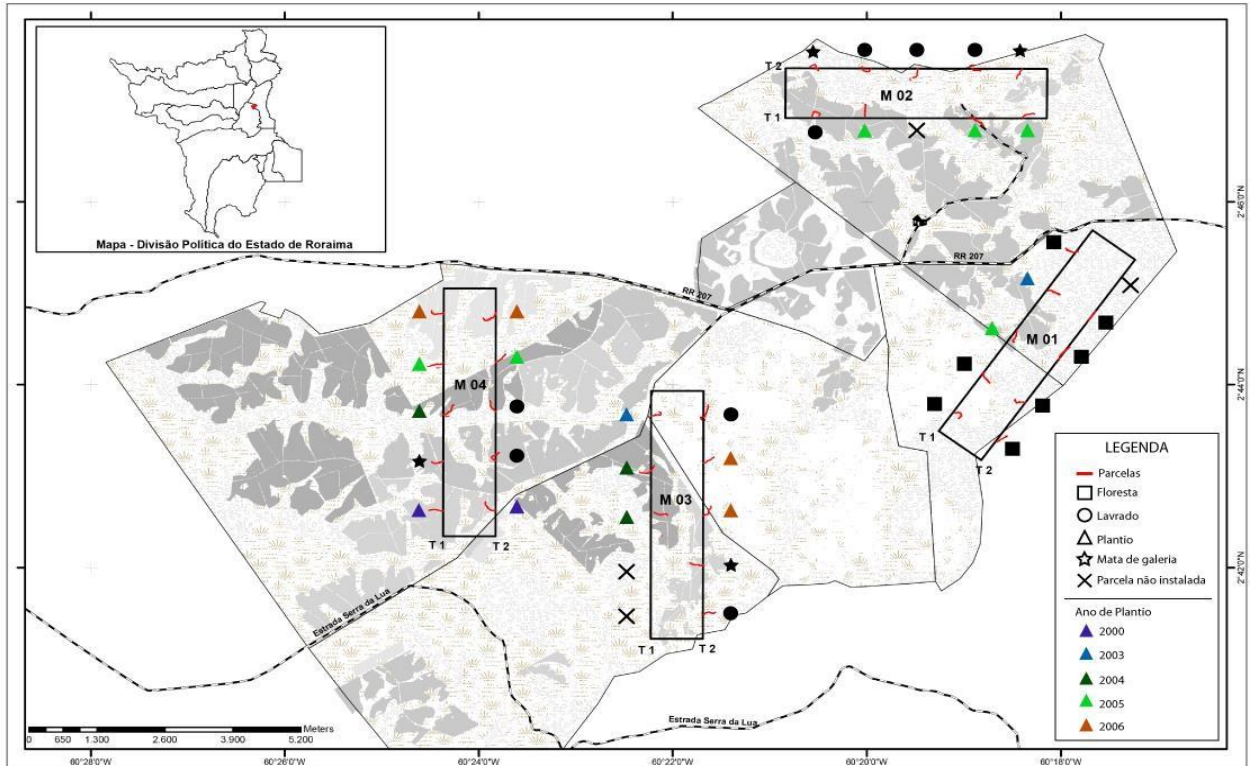 Mapa - Divisão Política do Estado de Roraima
T 2
M 02
T 1
RR 207
RR 207
M 01
M 04
T 1
T 2
M 03
T 1 T 2
T 1 T 2
Estrada Serra da Lua
Estrada Serra da Lua
LEGENDA
Parcelas
Floresta
Lavrado
Plantio
Mata de galeria
Parcela não instalada
Ano de Plantio
2000
2003
2004
2005
2006
Meters
0 650 1.300 2.600 3.900 5.200
60°28'0"W 60°26'0"W 60°24'0"W 60°22'0"W 60°20'0"W 60°18'0"W
2°4'0"N
2°2'0"N